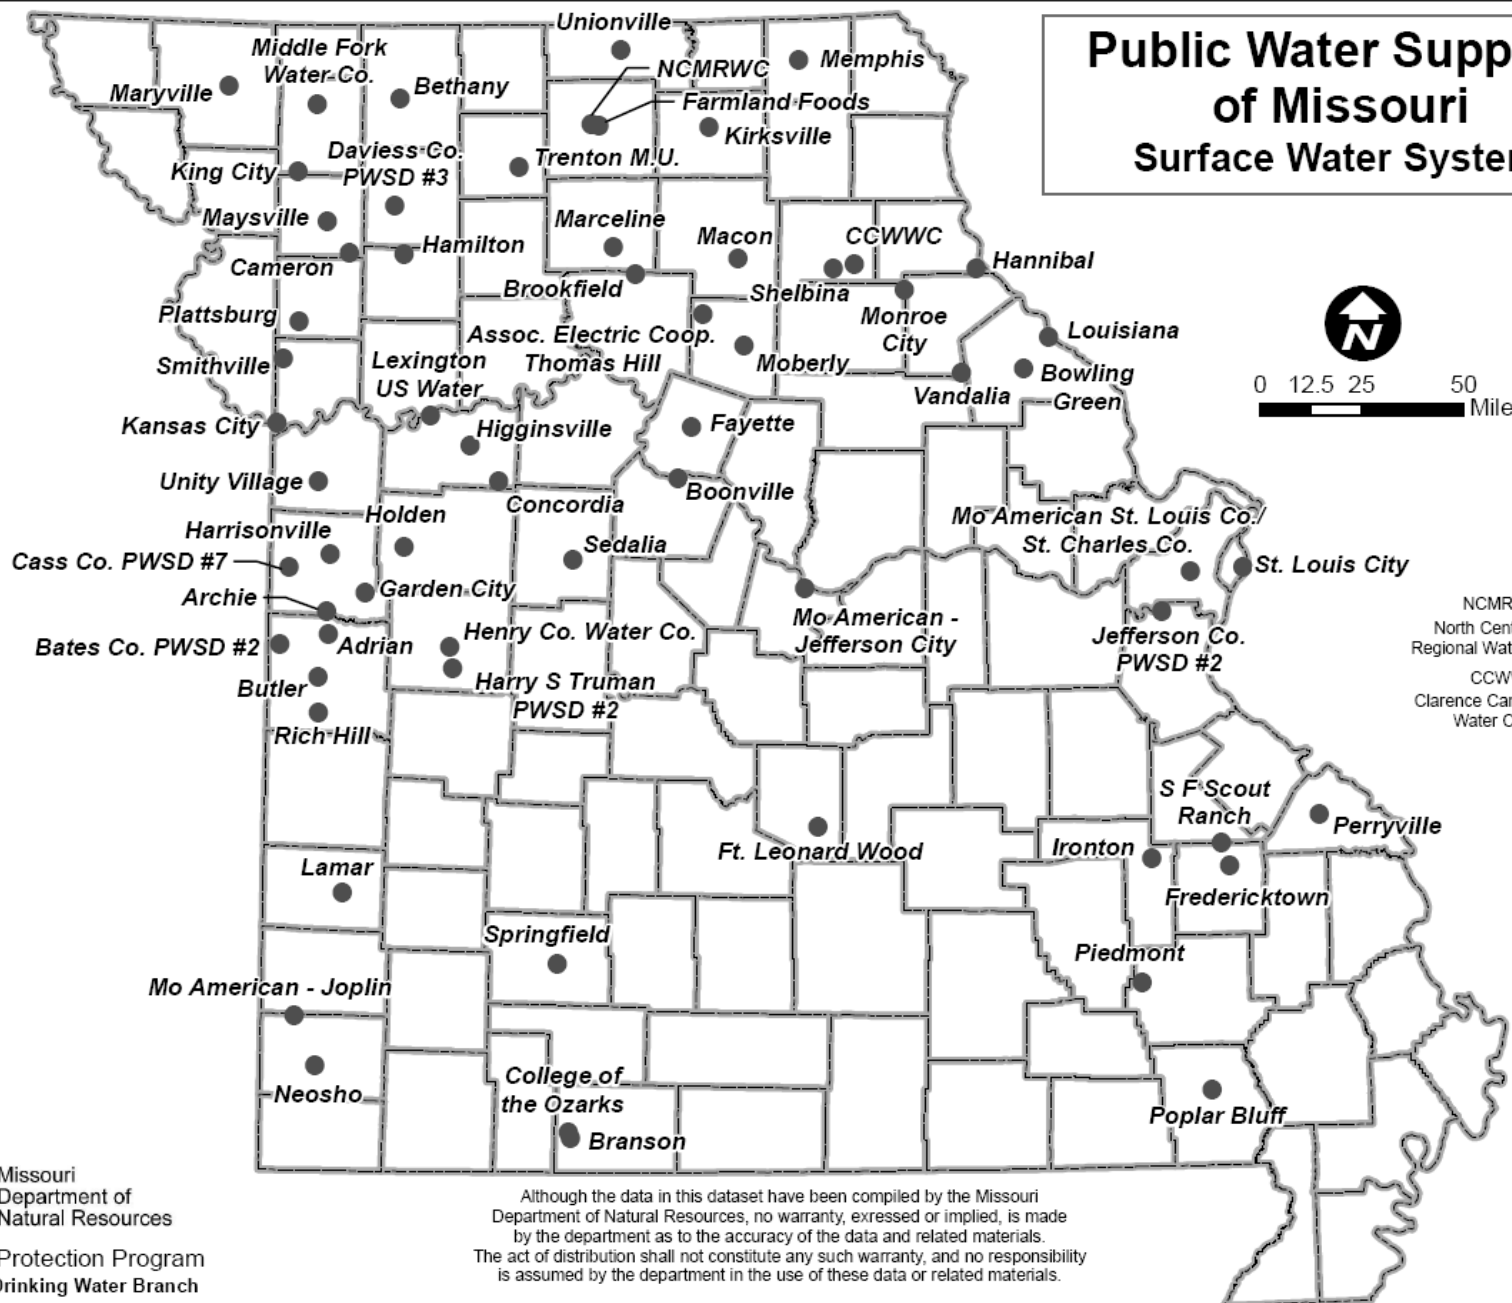 Public Water Supp
of Missouri
Surface Water System
Unionville
Middle Fork
Water Co.
Maryville
Bethany
NCMRWC
Memphis
Farmland Foods
Kirksville
Daviess Co.
PWSD #3
King City
Trenton M.U.
Maysville
Marceline
Macon
CCWWC
Hamilton
Cameron
Hannibal
Brookfield
Shelbina
Plattsburg
Monroe
City
Assoc. Electric Coop.
Thomas Hill
Louisiana
N
Smithville
Lexington
US Water
Moberly
Bowling
Green
Vandalia
0 12.5 25 50
Mile
Kansas City
Higginsville
Fayette
Unity Village
Boonville
Concordia
Holden
Mo American St. Louis Co./
St. Charles Co.
Harrisonville
Sedalia
Cass Co. PWSD #7
St. Louis City
Garden City
Archie
NCMR
North Cent
Regional Wat
Mo American -
Jefferson City
Henry Co. Water Co.
Adrian
Bates Co. PWSD #2
Jefferson Co.
PWSD #2
CCW
Clarence Can
Water C
Butler
Harry S Truman
PWSD #2
Rich Hill
S F Scout
Ranch
Perryville
Ft. Leonard Wood
Ironton
Lamar
Fredericktown
Springfield
Piedmont
Mo American - Joplin
Neosho
College of
the Ozarks
Poplar Bluff
Branson
Missouri
Department of
Natural Resources
Protection Program
Drinking Water Branch
Although the data in this dataset have been compiled by the Missouri
Department of Natural Resources, no warranty, exressed or implied, is made
by the department as to the accuracy of the data and related materials.
The act of distribution shall not constitute any such warranty, and no responsibility
is assumed by the department in the use of these data or related materials.